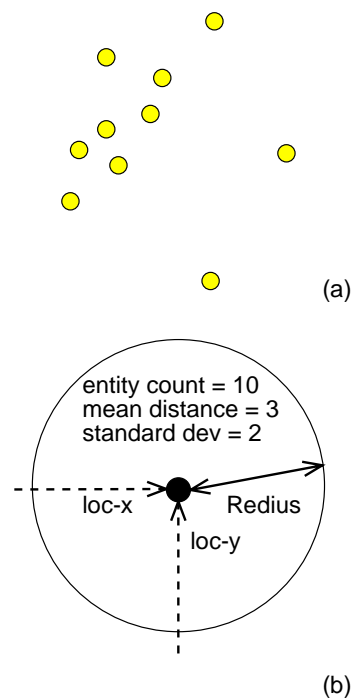 (a)
entity count = 10
mean distance = 3
standard dev = 2
loc-x
Redius
loc-y
(b)